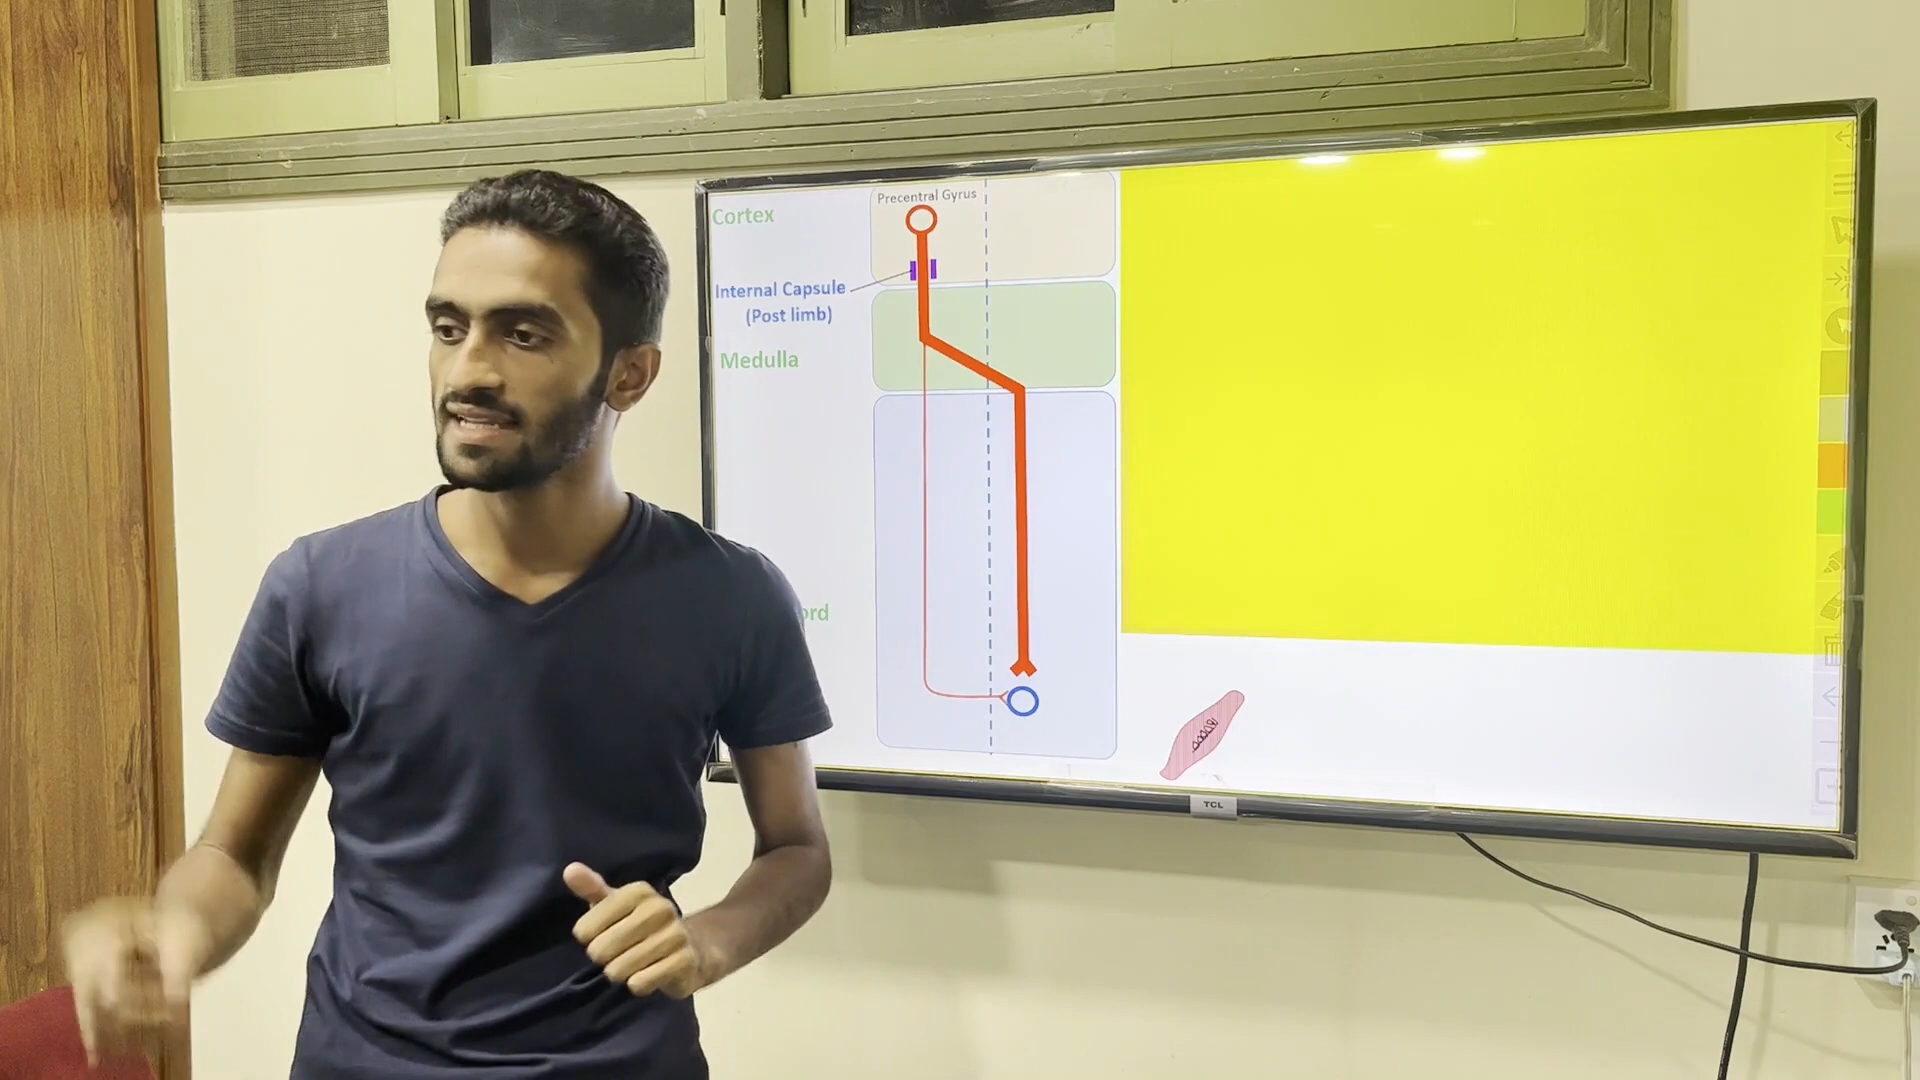 Precentral Gyrus
Cortex
Internal Capsule
(Post limb)
Medulla
ord
TCL